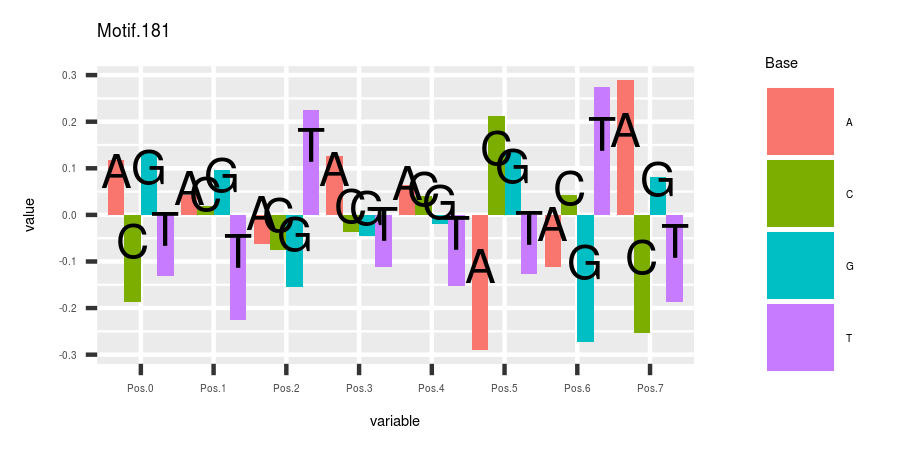 Motif.181
Base
0.3
0.2
0.1
0.0
-0.1
-0.2
-0.3
value
A C G T A C G T A C G T A C G T A C G T A C G T A C G T A C G T
Pos.0 Pos.1 Pos.2 Pos.3 Pos.4 Pos.5 Pos.6 Pos.7
variable
A
C
G
T